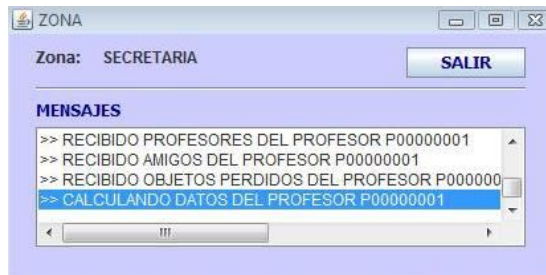 ZONA
Zona: SECRETARIA
SALIR
MENSAJES
>> RECIBIDO PROFESORES DEL PROFESOR P00000001
>> RECIBIDO AMIGOS DEL PROFESOR P00000001
>> RECIBIDO OBJETOS PERDIDOS DEL PROFESOR P000000
>> CALCULANDO DATOS DEL PROFESOR P00000001